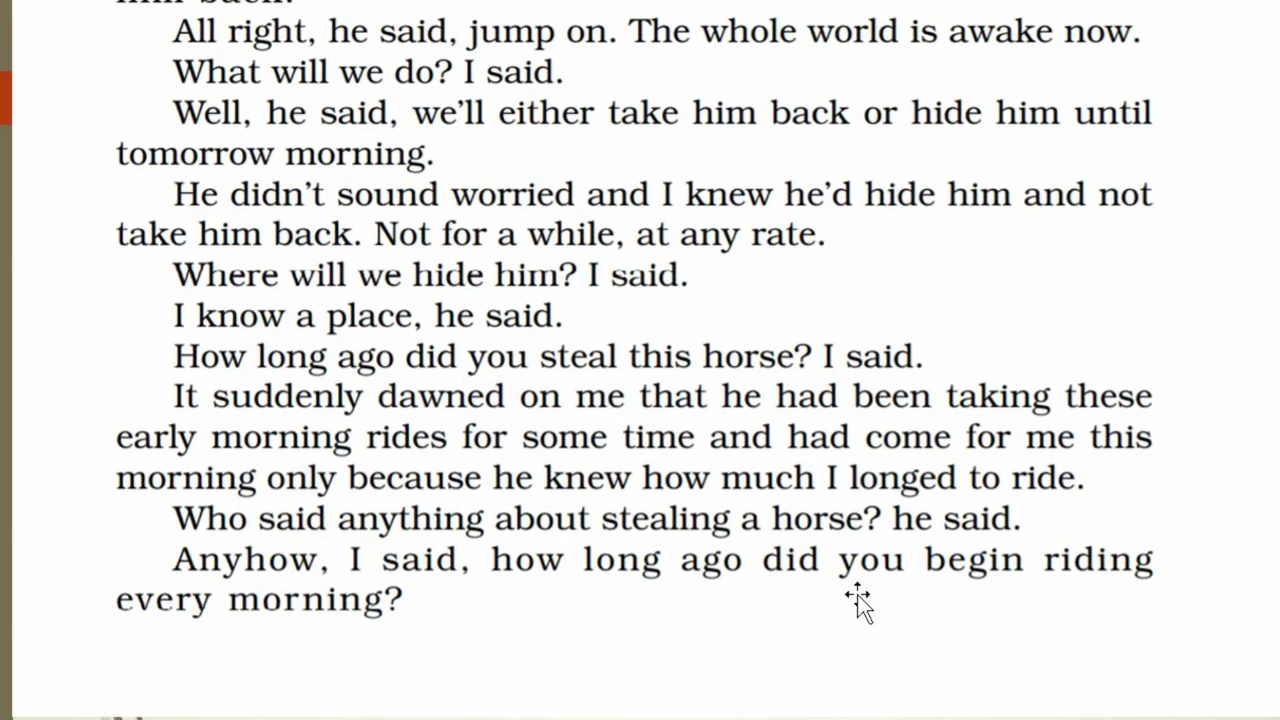 him back.
All right, he said, jump on. The whole world is awake now.
What will we do? I said.
Well, he said, we'll either take him back or hide him until
tomorrow morning.
He didn't sound worried and I knew he'd hide him and not
take him back. Not for a while, at any rate.
Where will we hide him? I said.
I know a place, he said.
How long ago did you steal this horse? I said.
It suddenly dawned on me that he had been taking these
early morning rides for some time and had come for me this
morning only because he knew how much I longed to ride.
Who said anything about stealing a horse? he said.
Anyhow, I said, how long ago did you begin riding
every morning?